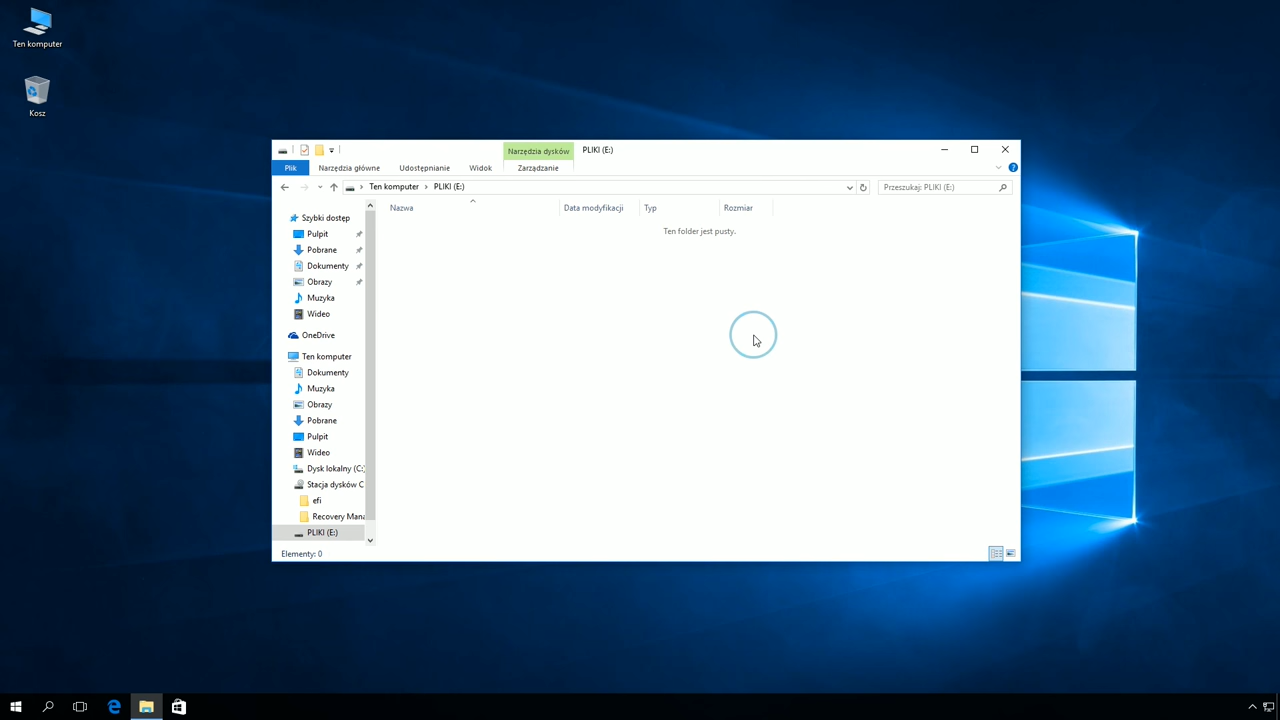 Ten komputer
Kosz
Narzędzia dysków
PLIKI (E:)
Plik
Narzędzia główne
Udostępnianie
Widok
Zarządzanie
Ten komputer
PLIKI (E:)
Przeszukaj: PLIKI (E:)
Nazwa
Data modyfikacji
Typ
Rozmiar
Ten folder jest pusty.
Szybki dostęp
Pulpit
Pobrane
Dokumenty
Obrazy
Muzyka
Wideo
OneDrive
Ten komputer
Dokumenty
Muzyka
Obrazy
Pobrane
Pulpit
Wideo
Dysk lokalny (C:)
Stacja dysków C
efi
Recovery Mana
PLIKI (E:)
Elementy: 0